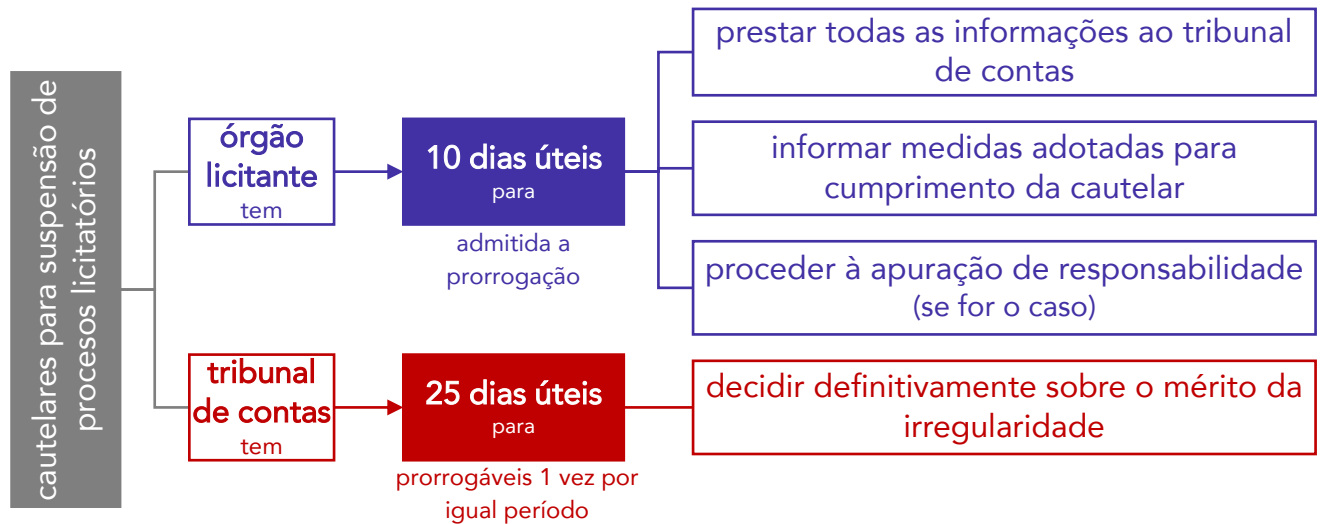 cautelares para suspensão de
procesos licitatórios
órgão
licitante
tem
10 dias úteis
para
admitida a
prorrogação
prestar todas as informações ao tribunal
de contas
informar medidas adotadas para
cumprimento da cautelar
proceder à apuração de responsabilidade
(se for o caso)
tribunal
de contas
tem
25 dias úteis
para
prorrogáveis 1 vez por
igual período
decidir definitivamente sobre o mérito da
irregularidade